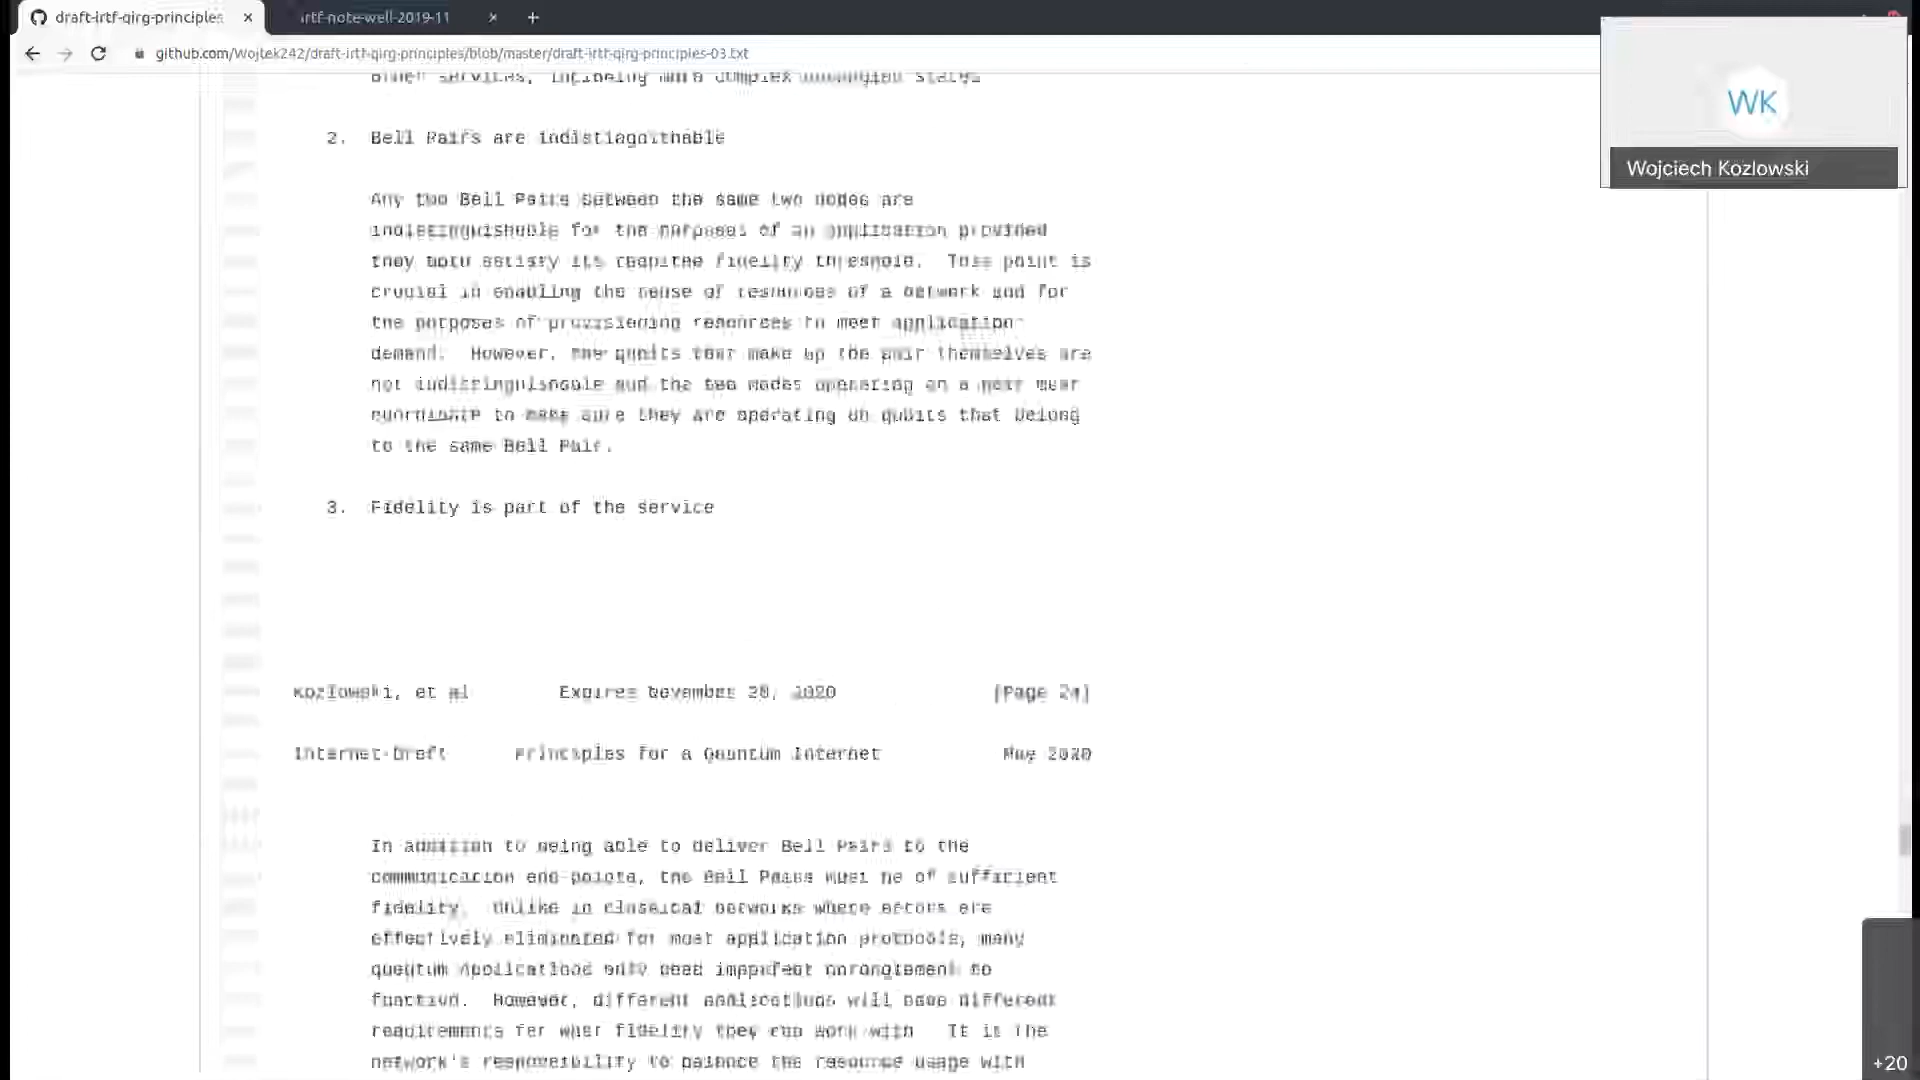 draft-irtf-qirg-principles
irtf-note-well-2019-11
github.com/Wojtek242/draft-irtf-qirg-principles/blob/master/draft-irtf-qirg-principles-03.txt
other services, including more complex entangled states
WK
Wojciech Kozlowski
2. Bell Pairs are indistinguishable
Any two Bell Pairs between the same two nodes are
indistinguishable for the purposes of an application provided
they both satisfy its required fidelity threshold. This point is
crucial in enabling the reuse of resources of a network and for
the purposes of provisioning resources to meet application
demand. However, the qubits that make up the pair themselves are
not indistinguishable and the two nodes operating on a pair must
coordinate to make sure they are operating on qubits that belong
to the same Bell Pair.
3. Fidelity is part of the service
Kozlowski, et al Expires November 28, 2020 [Page
Internet-Draft Principles for a Quantum Internet May 2020
In addition to being able to deliver Bell Pairs to the
communication end-points, the Bell Pairs must be of sufficient
fidelity. Unlike in classical networks where errors are
effectively eliminated for most application protocols, many
quantum applications only need imperfect entanglement to
function. However, different applications will have different
requirements for what fidelity they can work with It is the
network's responsibility to balance the resource usage with
+20